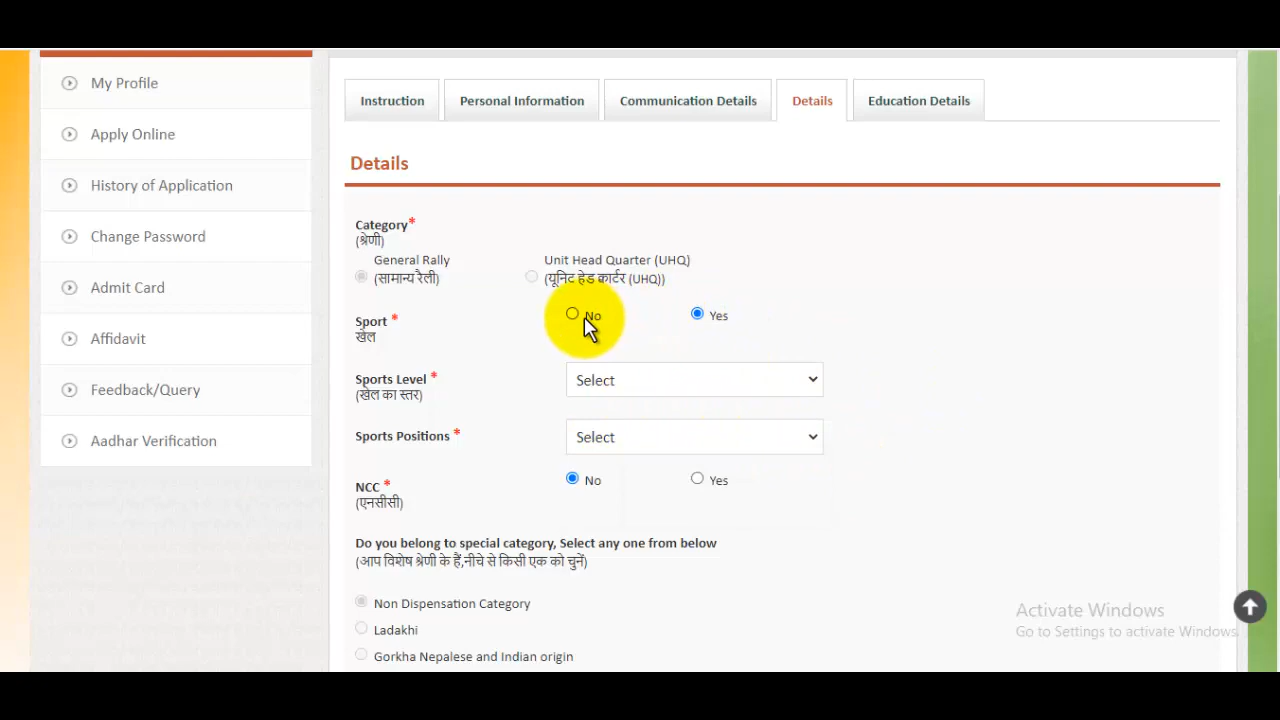 My Profile
Apply Online
History of Application
Change Password
Admit Card
Affidavit
Feedback/Query
Aadhar Verification
Instruction
Personal Information
Communication Details
Details
Education Details
Details
Category*
(श्रेणी)
General Rally
(सामान्य रैली)
Unit Head Quarter (UHQ)
(यूनिट हेड क्वार्टर (UHQ))
Sport *
खेल
No
Yes
Sports Level *
(खेल का स्तर)
Select
Sports Positions *
Select
NCC *
(एनसीसी)
No
Yes
Do you belong to special category, Select any one from below
(आप विशेष श्रेणी के हैं,नीचे से किसी एक को चुनें)
Non Dispensation Category
Ladakhi
Gorkha Nepalese and Indian origin
Activate Windows
Go to Settings to activate Windows.